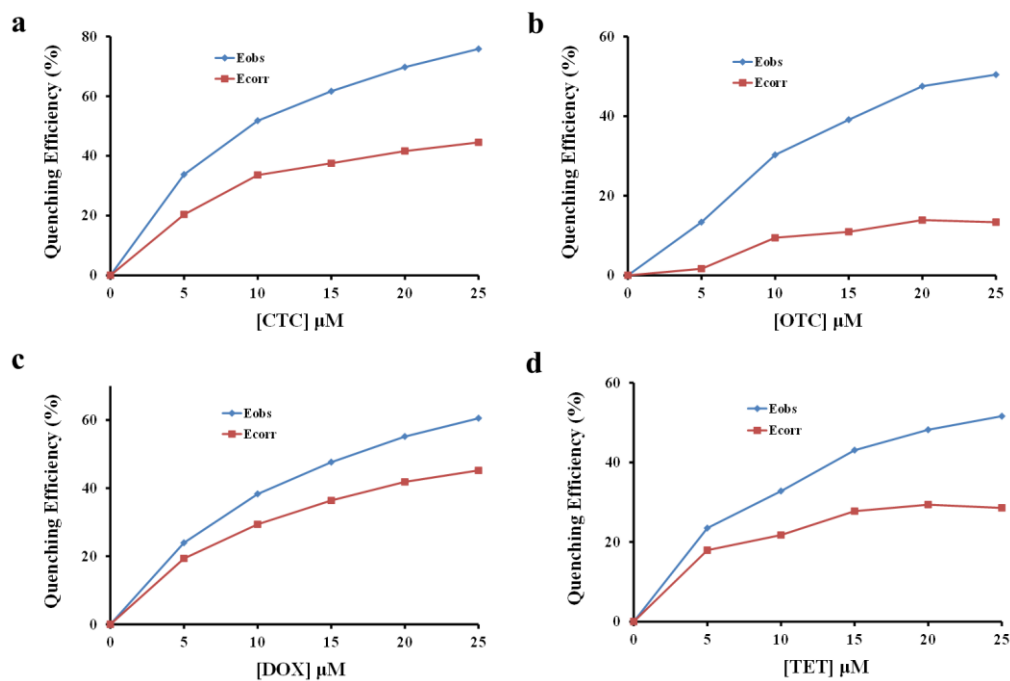 a
80
60
40
20
0
Quenching Efficiency (%)
Eobs
Ecorr
0 5 10 15 20 25
[CTC] µM
b
60
40
20
0
Quenching Efficiency (%)
Eobs
Ecorr
0 5 10 15 20 25
[OTC] µM
c
60
40
20
0
Quenching Efficiency (%)
Eobs
Ecorr
0 5 10 15 20 25
[DOX] µM
d
60
40
20
0
Quenching Efficiency (%)
Eobs
Ecorr
0 5 10 15 20 25
[TET] µM